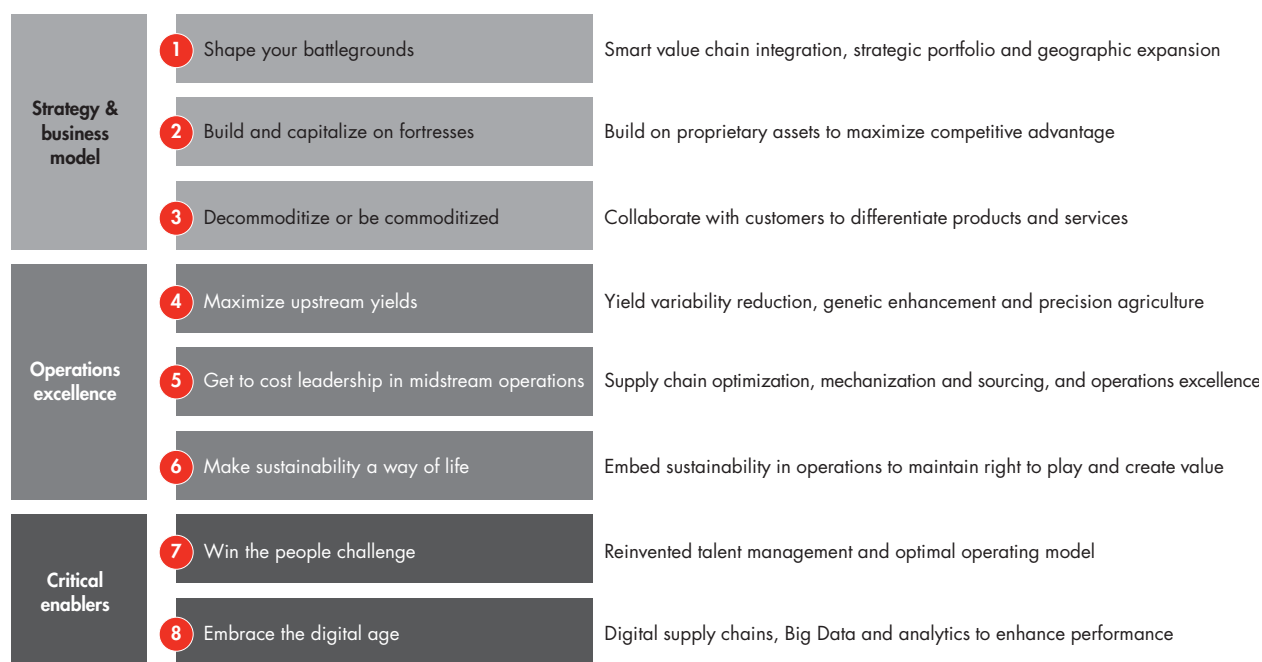 Strategy &
business
model
1 Shape your battlegrounds
Smart value chain integration, strategic portfolio and geographic expansion
2 Build and capitalize on fortresses
Build on proprietary assets to maximize competitive advantage
3 Decommoditize or be commoditized
Collaborate with customers to differentiate products and services
Operations
excellence
4 Maximize upstream yields
Yield variability reduction, genetic enhancement and precision agriculture
5 Get to cost leadership in midstream operations
Supply chain optimization, mechanization and sourcing, and operations excellence
6 Make sustainability a way of life
Embed sustainability in operations to maintain right to play and create value
Critical
enablers
7 Win the people challenge
Reinvented talent management and optimal operating model
8 Embrace the digital age
Digital supply chains, Big Data and analytics to enhance performance